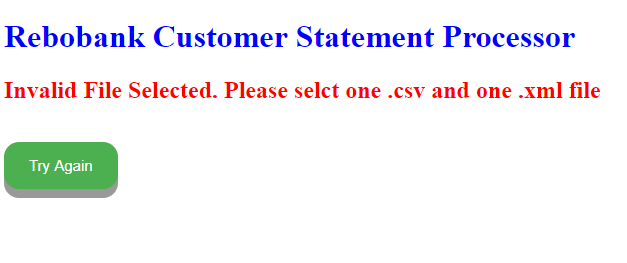 Rebobank Customer Statement Processor
Invalid File Selected. Please selct one .csv and one .xml file
Try Again